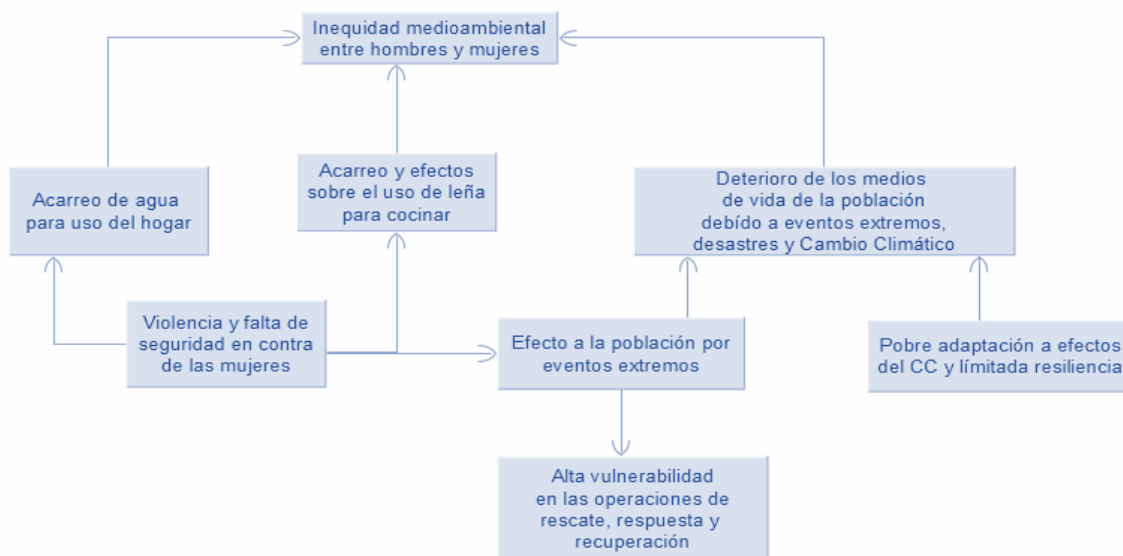 Inequidad medioambiental
entre hombres y mujeres
Acarreo de agua
para uso del hogar
Acarreo y efectos
sobre el uso de leña
para cocinar
Deterioro de los medios
de vida de la población
debído a eventos extremos,
desastres y Cambio Climático
Violencia y falta de
seguridad en contra
de las mujeres
Efecto a la población por
eventos extremos
Pobre adaptación a efectos
del CC y límitada resiliencia
Alta vulnerabilidad
en las operaciones de
rescate, respuesta y
recuperación